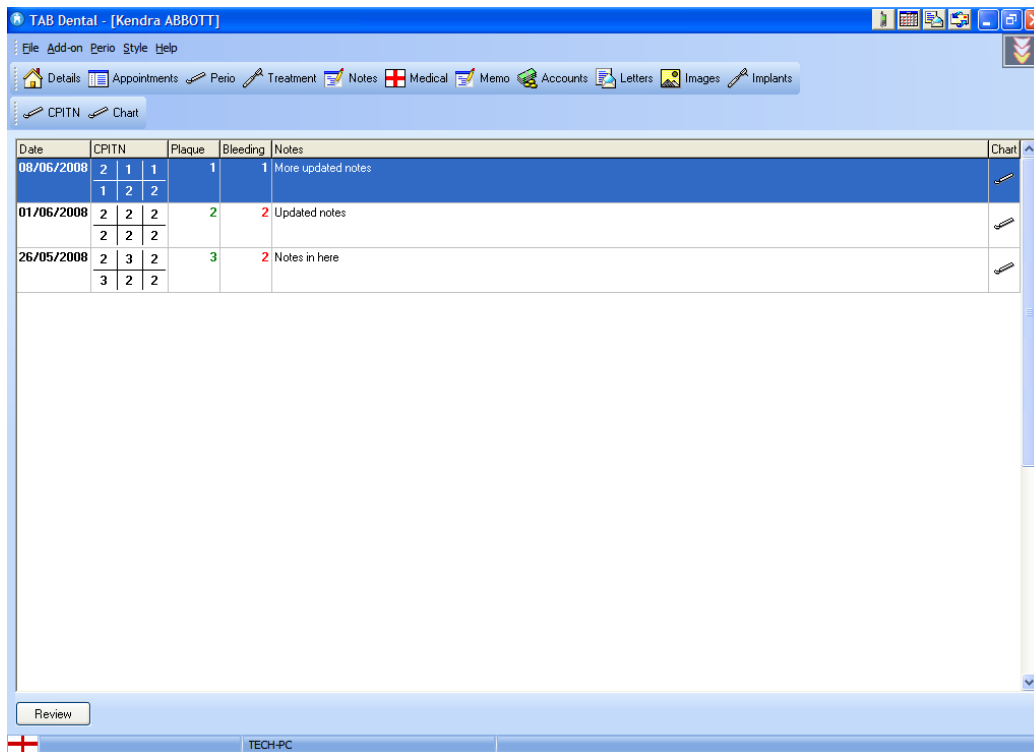 TAB Dental - [Kendra ABBOTT]
File Add-on Perio Style Help
Details Appointments Perio Treatment Notes Medical Memo Accounts Letters Images Implants
CPITN Chart
Date CPITN Plaque Bleeding Notes Chart
08/06/2008 2 1 1 1 1 More updated notes
1 2 2
01/06/2008 2 2 2 2 2 Updated notes
2 2 2
26/05/2008 2 3 2 3 2 Notes in here
3 2 2
Review
TECH-PC